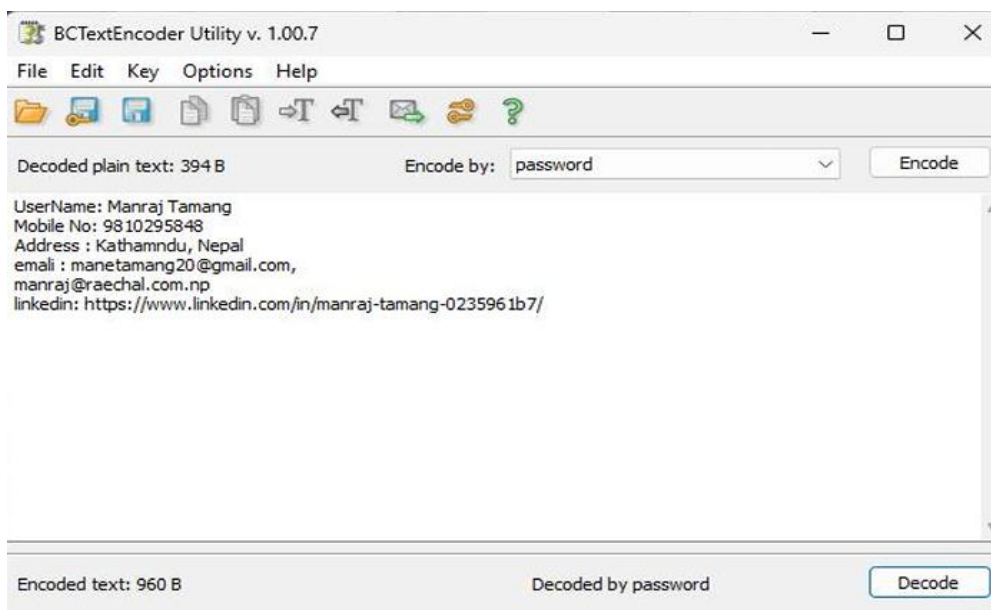 BCTextEncoder Utility v. 1.00.7
File Edit Key Options Help
Decoded plain text: 394 B Encode by: password Encode
UserName: Manraj Tamang
Mobile No: 9810295848
Address : Kathamndu, Nepal
emali : manetamang20@gmail.com,
manraj@raechal.com.np
linkedin: https://www.linkedin.com/in/manraj-tamang-0235961b7/
Encoded text: 960 B Decoded by password Decode